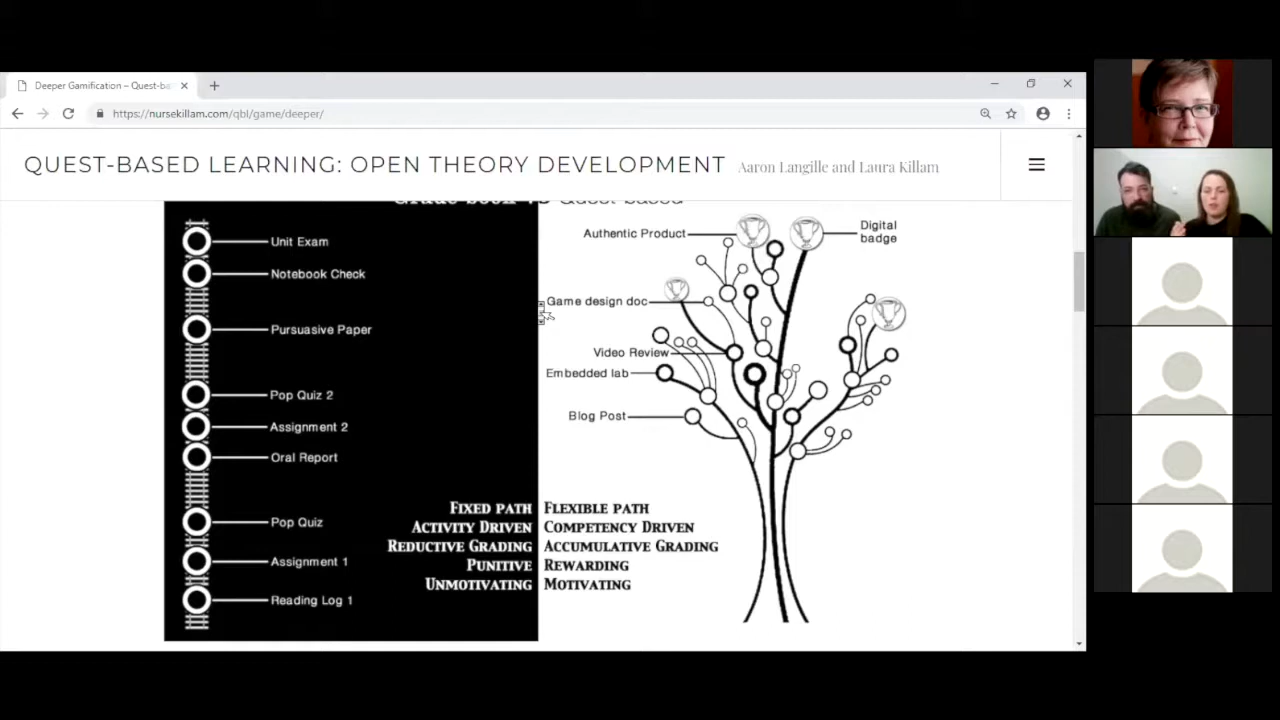 Deeper Gamification – Quest-ba
https://nursekillam.com/qbl/game/deeper/
QUEST-BASED LEARNING: OPEN THEORY DEVELOPMENT Aaron Langille and Laura Killam
Grade book vs Quest-based
Unit Exam
Notebook Check
Pursuasive Paper
Pop Quiz 2
Assignment 2
Oral Report
Pop Quiz
Assignment 1
Reading Log 1
FIXED PATH
ACTIVITY DRIVEN
REDUCTIVE GRADING
PUNITIVE
UNMOTIVATING
FLEXIBLE PATH
COMPETENCY DRIVEN
ACCUMULATIVE GRADING
REWARDING
MOTIVATING
Authentic Product
Digital
badge
Game design doc
Video Review
Embedded lab
Blog Post